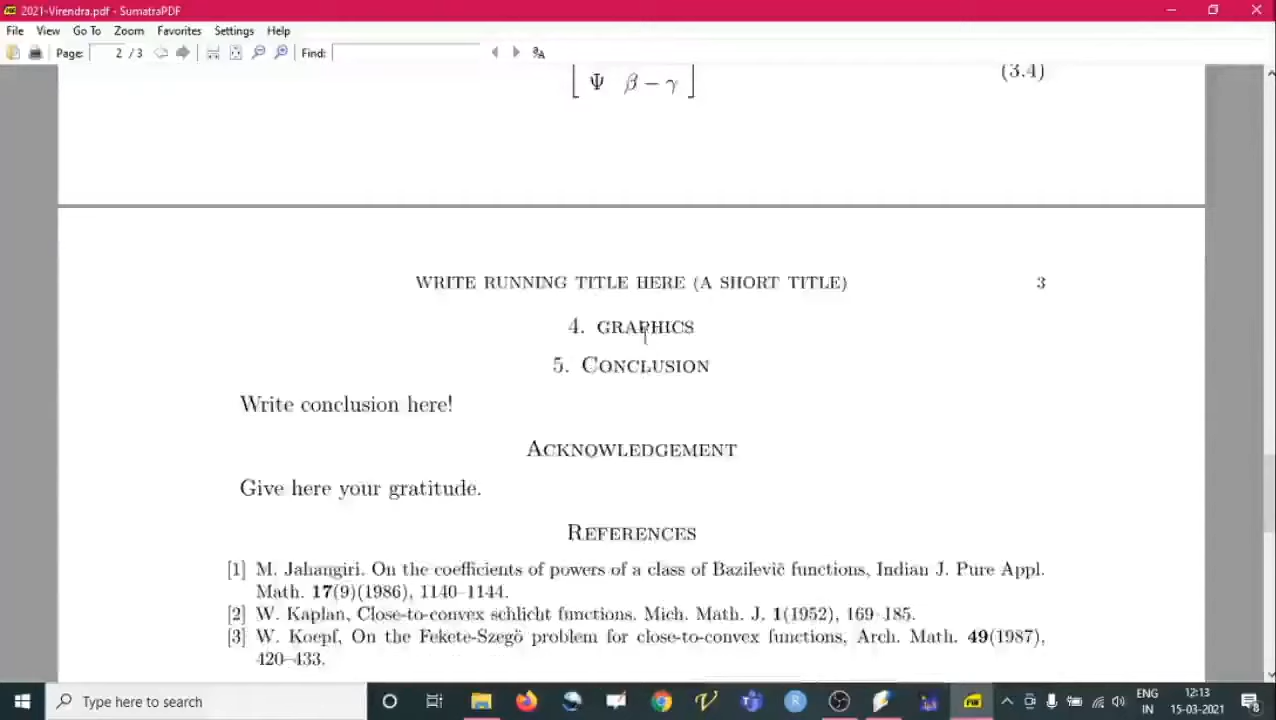 2021-Virendra.pdf - SumatraPDF
File View Go To Zoom Favorites Settings Help
Page: 2 / 3 Find:
Ψ β − γ (3.4)
WRITE RUNNING TITLE HERE (A SHORT TITLE) 3
4. GRAPHICS
5. CONCLUSION
Write conclusion here!
ACKNOWLEDGEMENT
Give here your gratitude.
REFERENCES
[1] M. Jahangiri. On the coefficients of powers of a class of Bazilevič functions, Indian J. Pure Appl.
Math. 17(9)(1986), 1140–1144.
[2] W. Kaplan, Close-to-convex schlicht functions. Mich. Math. J. 1(1952), 169–185.
[3] W. Koepf, On the Fekete-Szegö problem for close-to-convex functions, Arch. Math. 49(1987),
420–433.
Type here to search
ENG 12:13
IN 15-03-2021